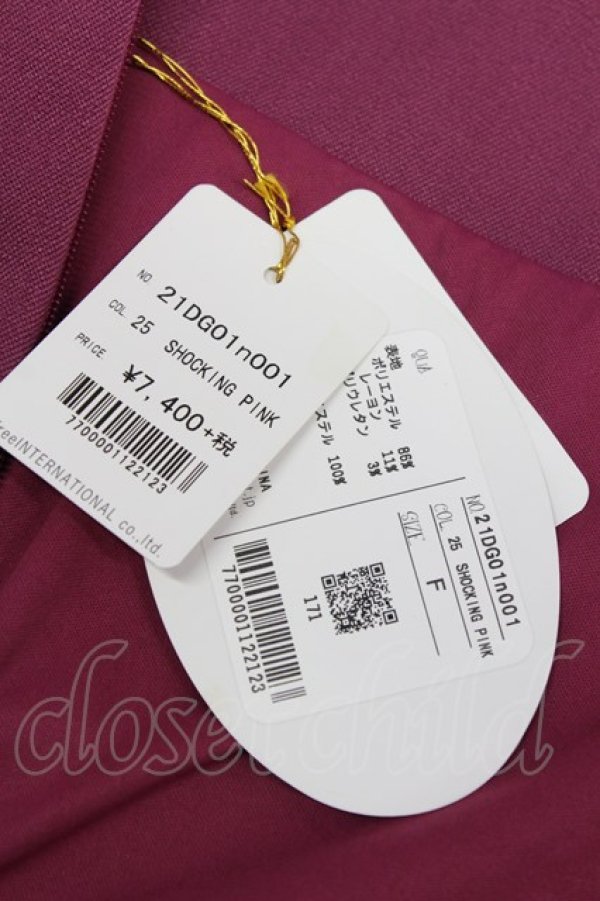 NO. 21DG01n001
COL. 25 SHOCKING PINK
PRICE
¥7,400+税
7700001122123
INTERNATIONAL co.,ltd.
表地
ポリエステル 86%
レーヨン 11%
リウレタン 3%
ステル 100%
.jp
NO. 21DG01n001
COL. 25 SHOCKING PINK
SIZE F
171
7700001122123
closet child